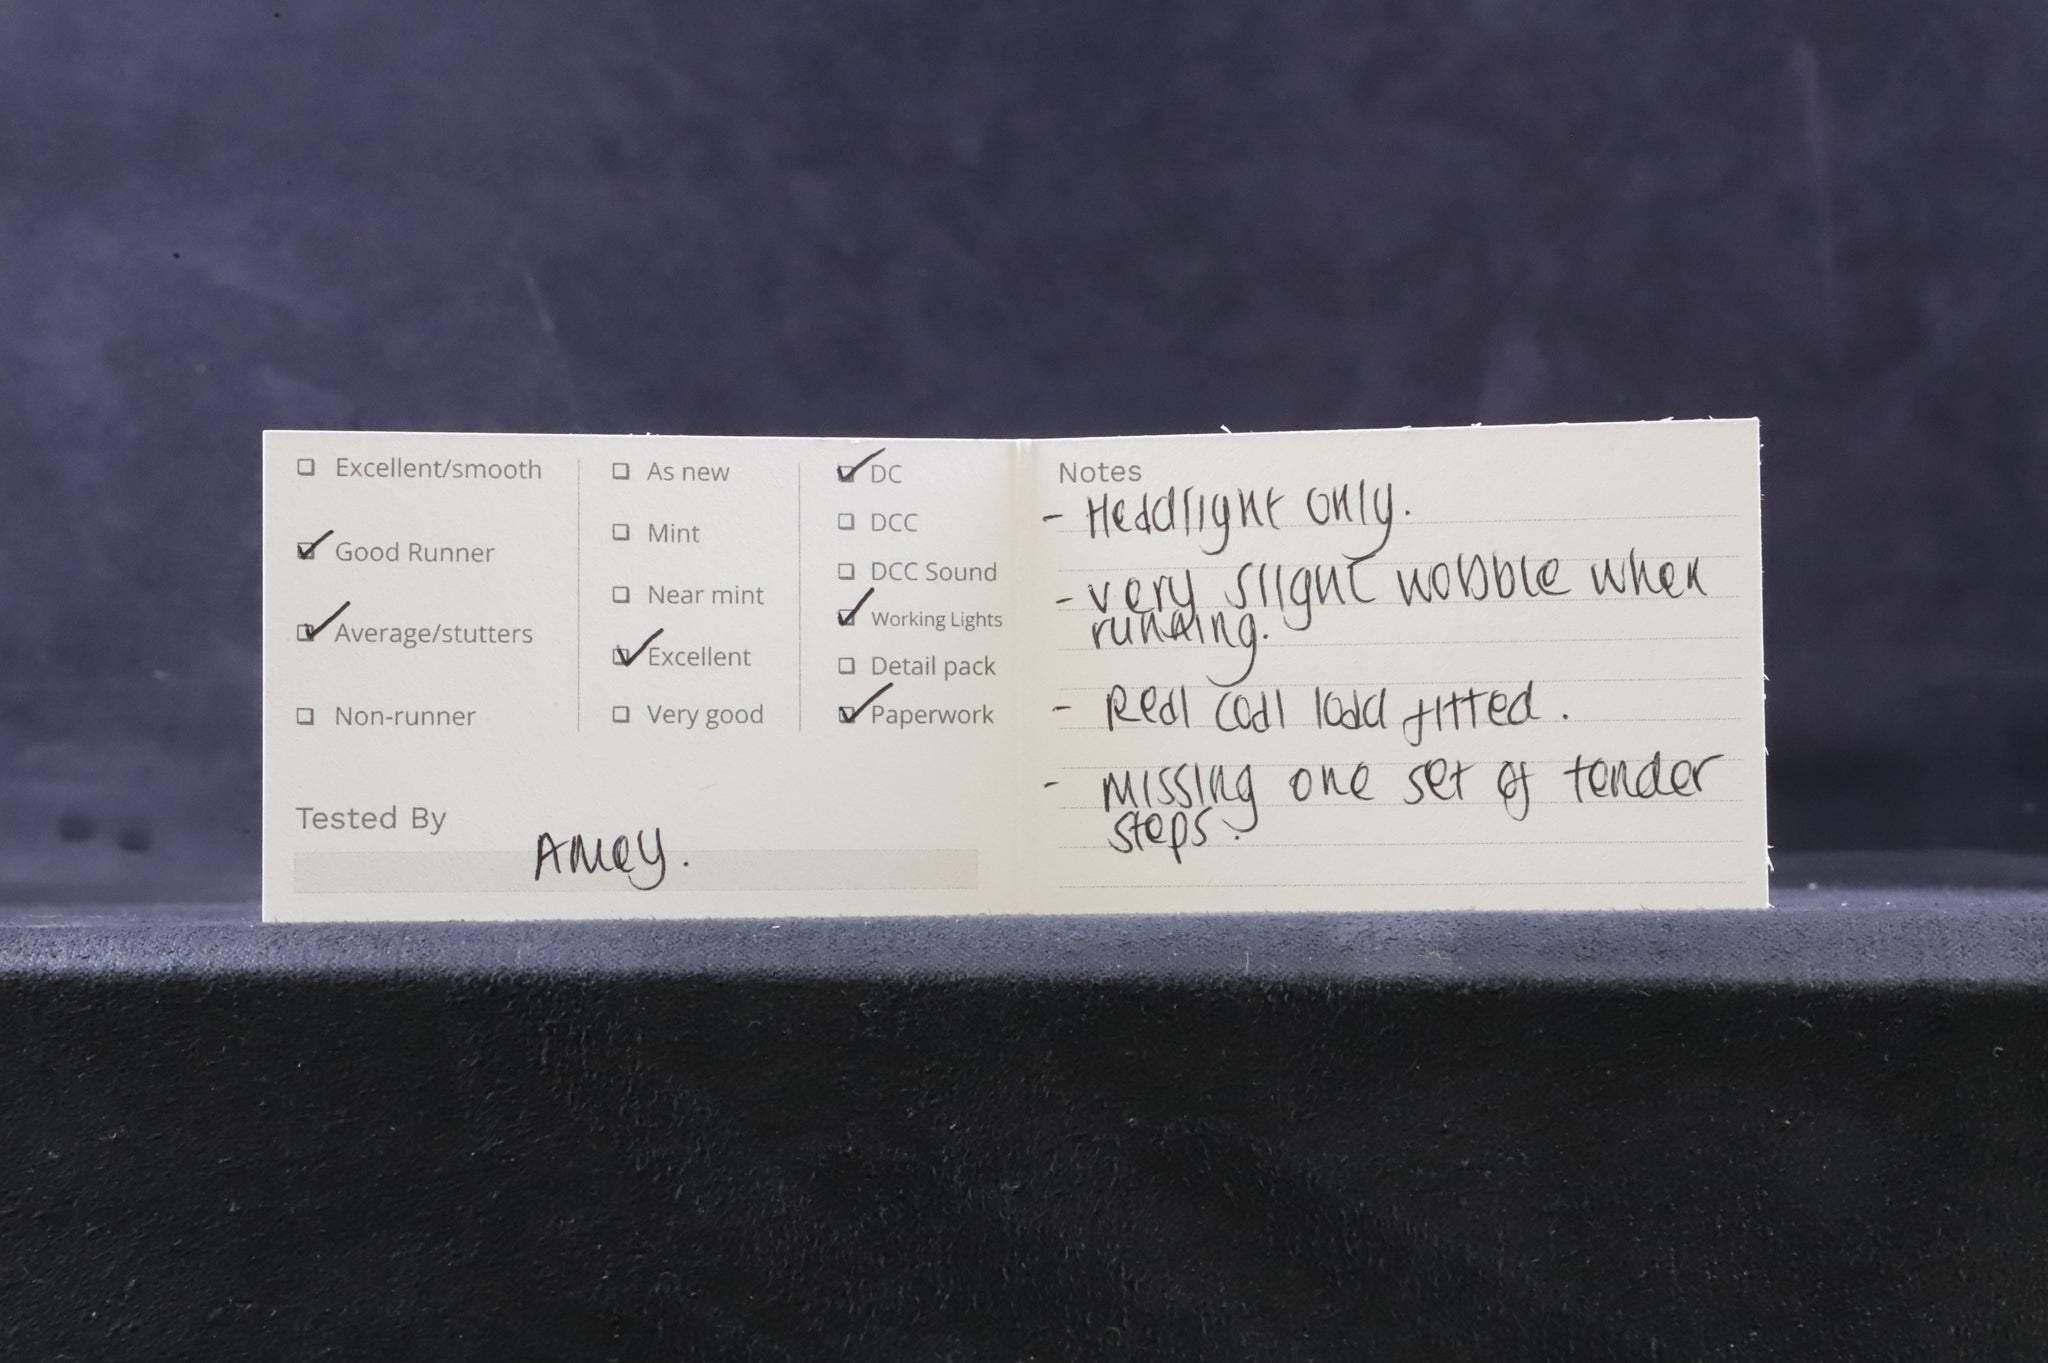 Excellent/smooth
Good Runner
Average/stutters
Non-runner
As new
Mint
Near mint
Excellent
Very good
DC
DCC
DCC Sound
Working Lights
Detail pack
Paperwork
Tested By
Amey.
Notes
- Headlight only.
- very slight wobble when
running.
- Real coal load fitted.
- missing one set of tender
steps.